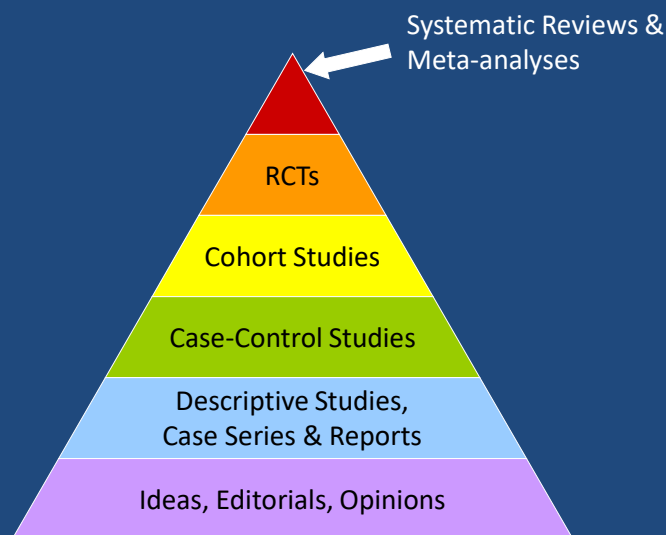 Systematic Reviews &
Meta-analyses
RCTs
Cohort Studies
Case-Control Studies
Descriptive Studies,
Case Series & Reports
Ideas, Editorials, Opinions